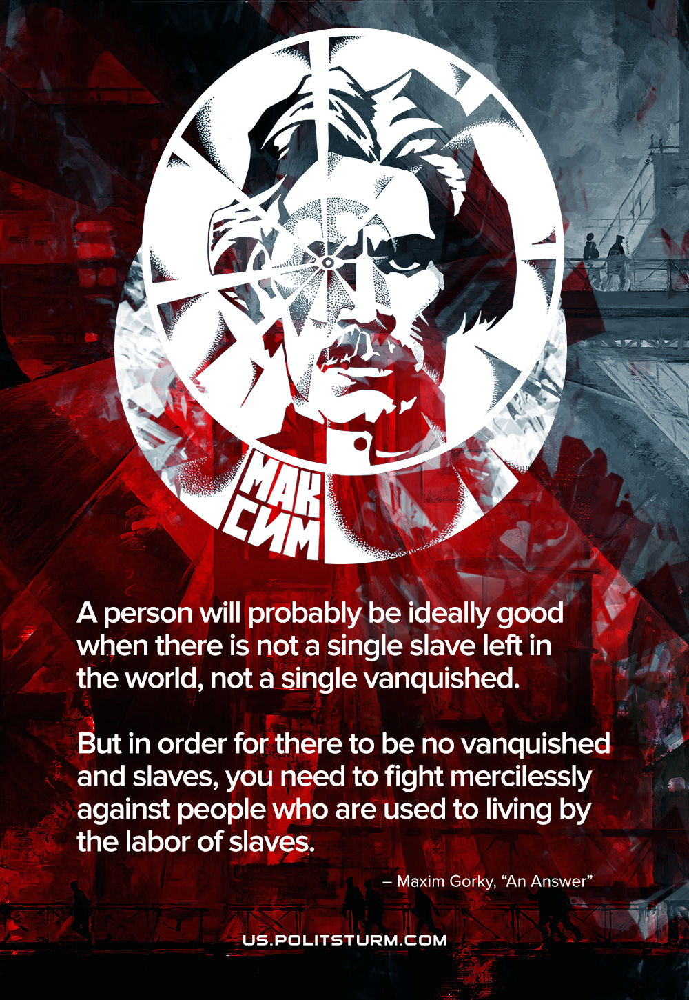 МАК
СИМ
A person will probably be ideally good
when there is not a single slave left in
the world, not a single vanquished.
But in order for there to be no vanquished
and slaves, you need to fight mercilessly
against people who are used to living by
the labor of slaves.
– Maxim Gorky, “An Answer”
US.POLITSTURM.COM